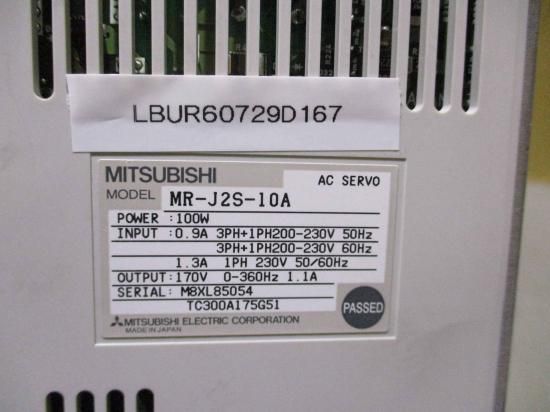 LBUR60729D167
MITSUBISHI AC SERVO
MODEL MR-J2S-10A
POWER :100W
INPUT :0.9A 3PH+1PH200-230V 50Hz
3PH+1PH200-230V 60Hz
1.3A 1PH 230V 50/60Hz
OUTPUT:170V 0-360Hz 1.1A
SERIAL: M8XL85054
TC300A175G51
PASSED
MITSUBISHI ELECTRIC CORPORATION
MADE IN JAPAN